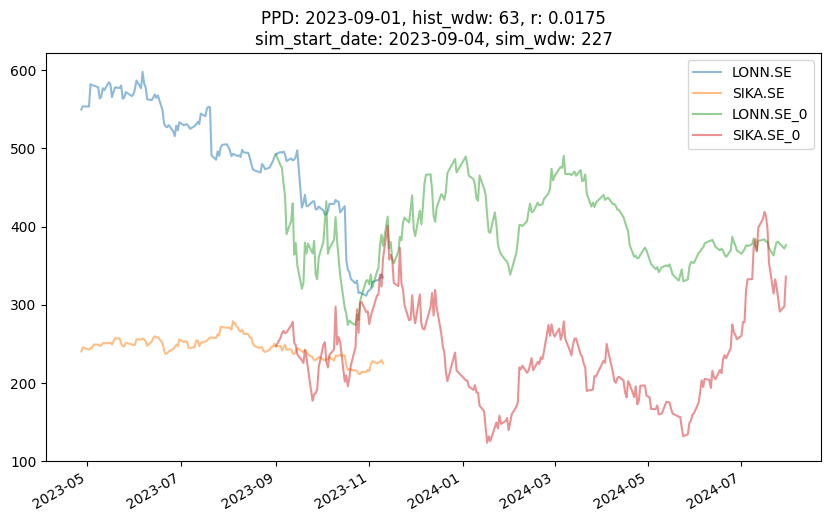 PPD: 2023-09-01, hist_wdw: 63, r: 0.0175
sim_start_date: 2023-09-04, sim_wdw: 227
LONN.SE
SIKA.SE
LONN.SE_0
SIKA.SE_0
600
500
400
300
200
100
2023-05
2023-07
2023-09
2023-11
2024-01
2024-03
2024-05
2024-07